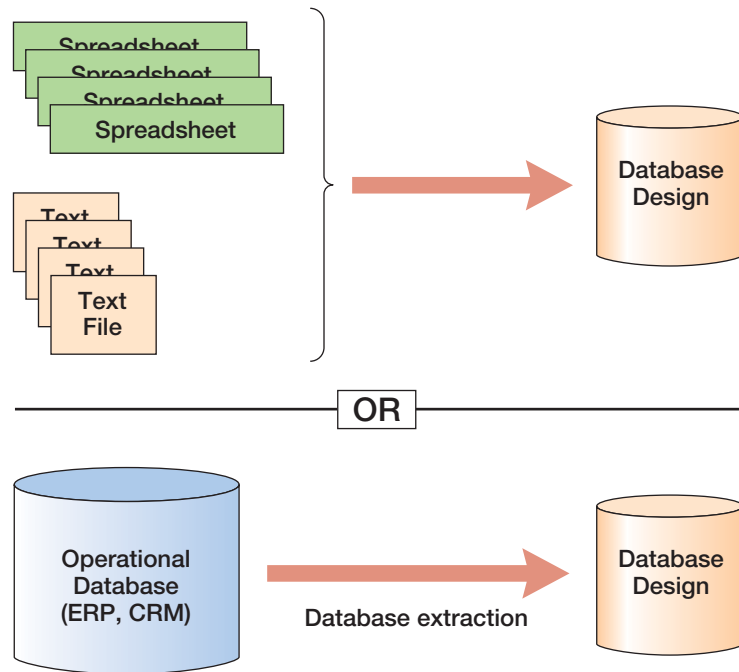 Spreadsheet
Spreadsheet
Spreadsheet
Spreadsheet
Text
Text
Text
Text
File
Database
Design
OR
Operational
Database
(ERP, CRM)
Database extraction
Database
Design